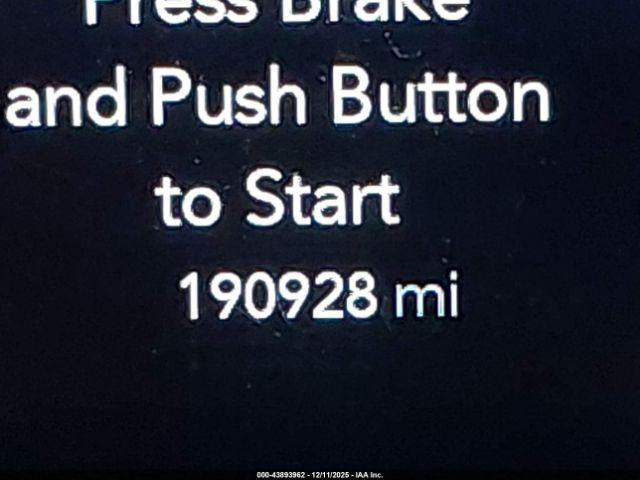 Press Brake
and Push Button
to Start
190928 mi
000-43893962 - 12/11/2025 - IAA Inc.